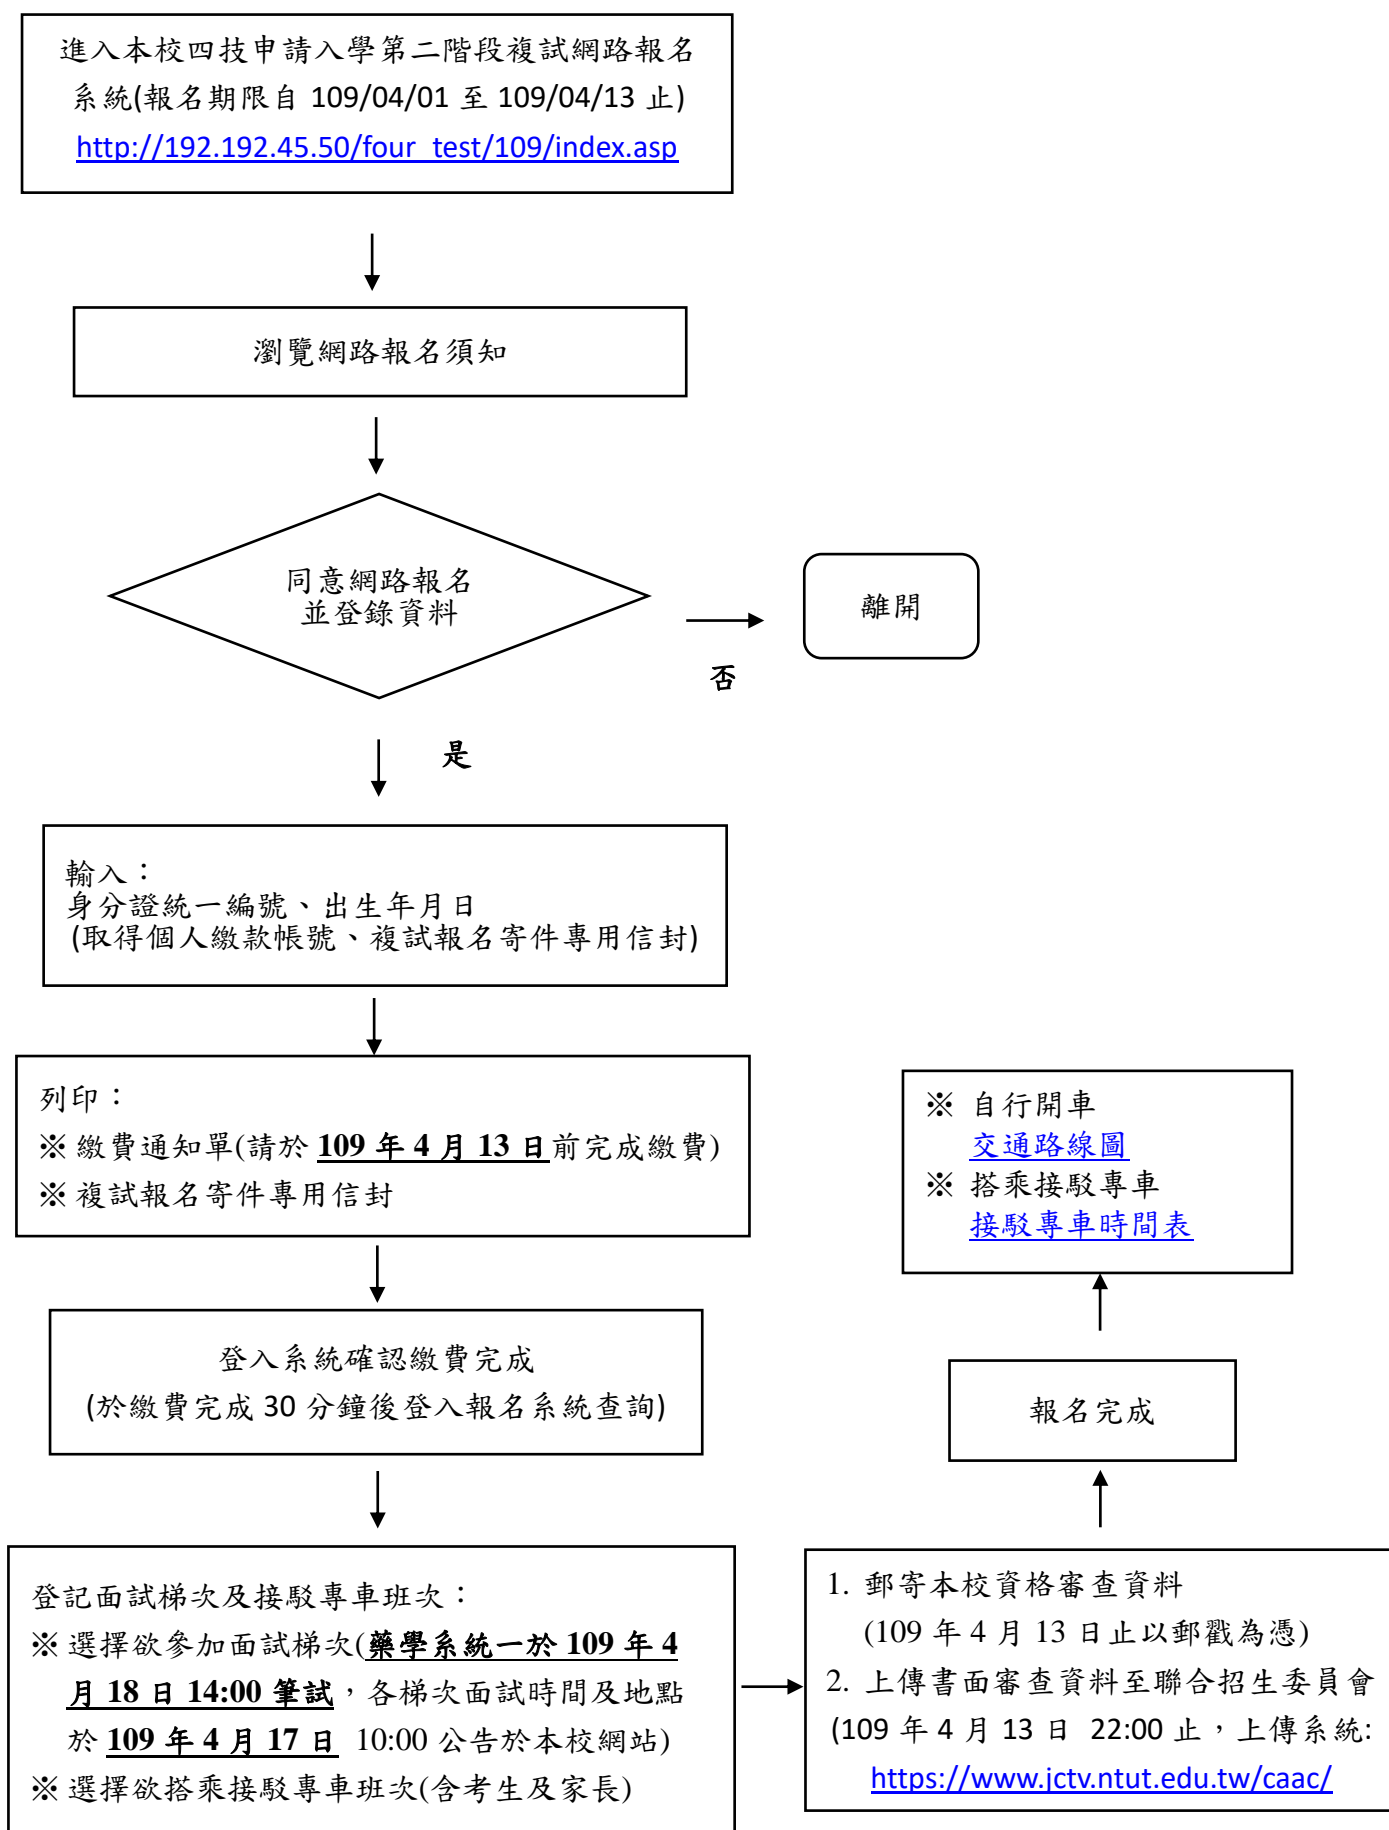 進入本校四技申請入學第二階段複試網路報名
系統(報名期限自 109/04/01 至 109/04/13 止)
http://192.192.45.50/four_test/109/index.asp
瀏覽網路報名須知
同意網路報名
並登錄資料
離開
否
是
輸入：
身分證統一編號、出生年月日
(取得個人繳款帳號、複試報名寄件專用信封)
列印：
※ 繳費通知單(請於 109 年 4 月 13 日前完成繳費)
※ 複試報名寄件專用信封
登入系統確認繳費完成
(於繳費完成 30 分鐘後登入報名系統查詢)
登記面試梯次及接駁專車班次：
※ 選擇欲參加面試梯次(藥學系統一於 109 年 4
月 18 日 14:00 筆試，各梯次面試時間及地點
於 109 年 4 月 17 日 10:00 公告於本校網站)
※ 選擇欲搭乘接駁專車班次(含考生及家長)
1. 郵寄本校資格審查資料
(109 年 4 月 13 日止以郵戳為憑)
2. 上傳書面審查資料至聯合招生委員會
(109 年 4 月 13 日 22:00 止，上傳系統:
https://www.jctv.ntut.edu.tw/caac/
報名完成
※ 自行開車
交通路線圖
※ 搭乘接駁專車
接駁專車時間表